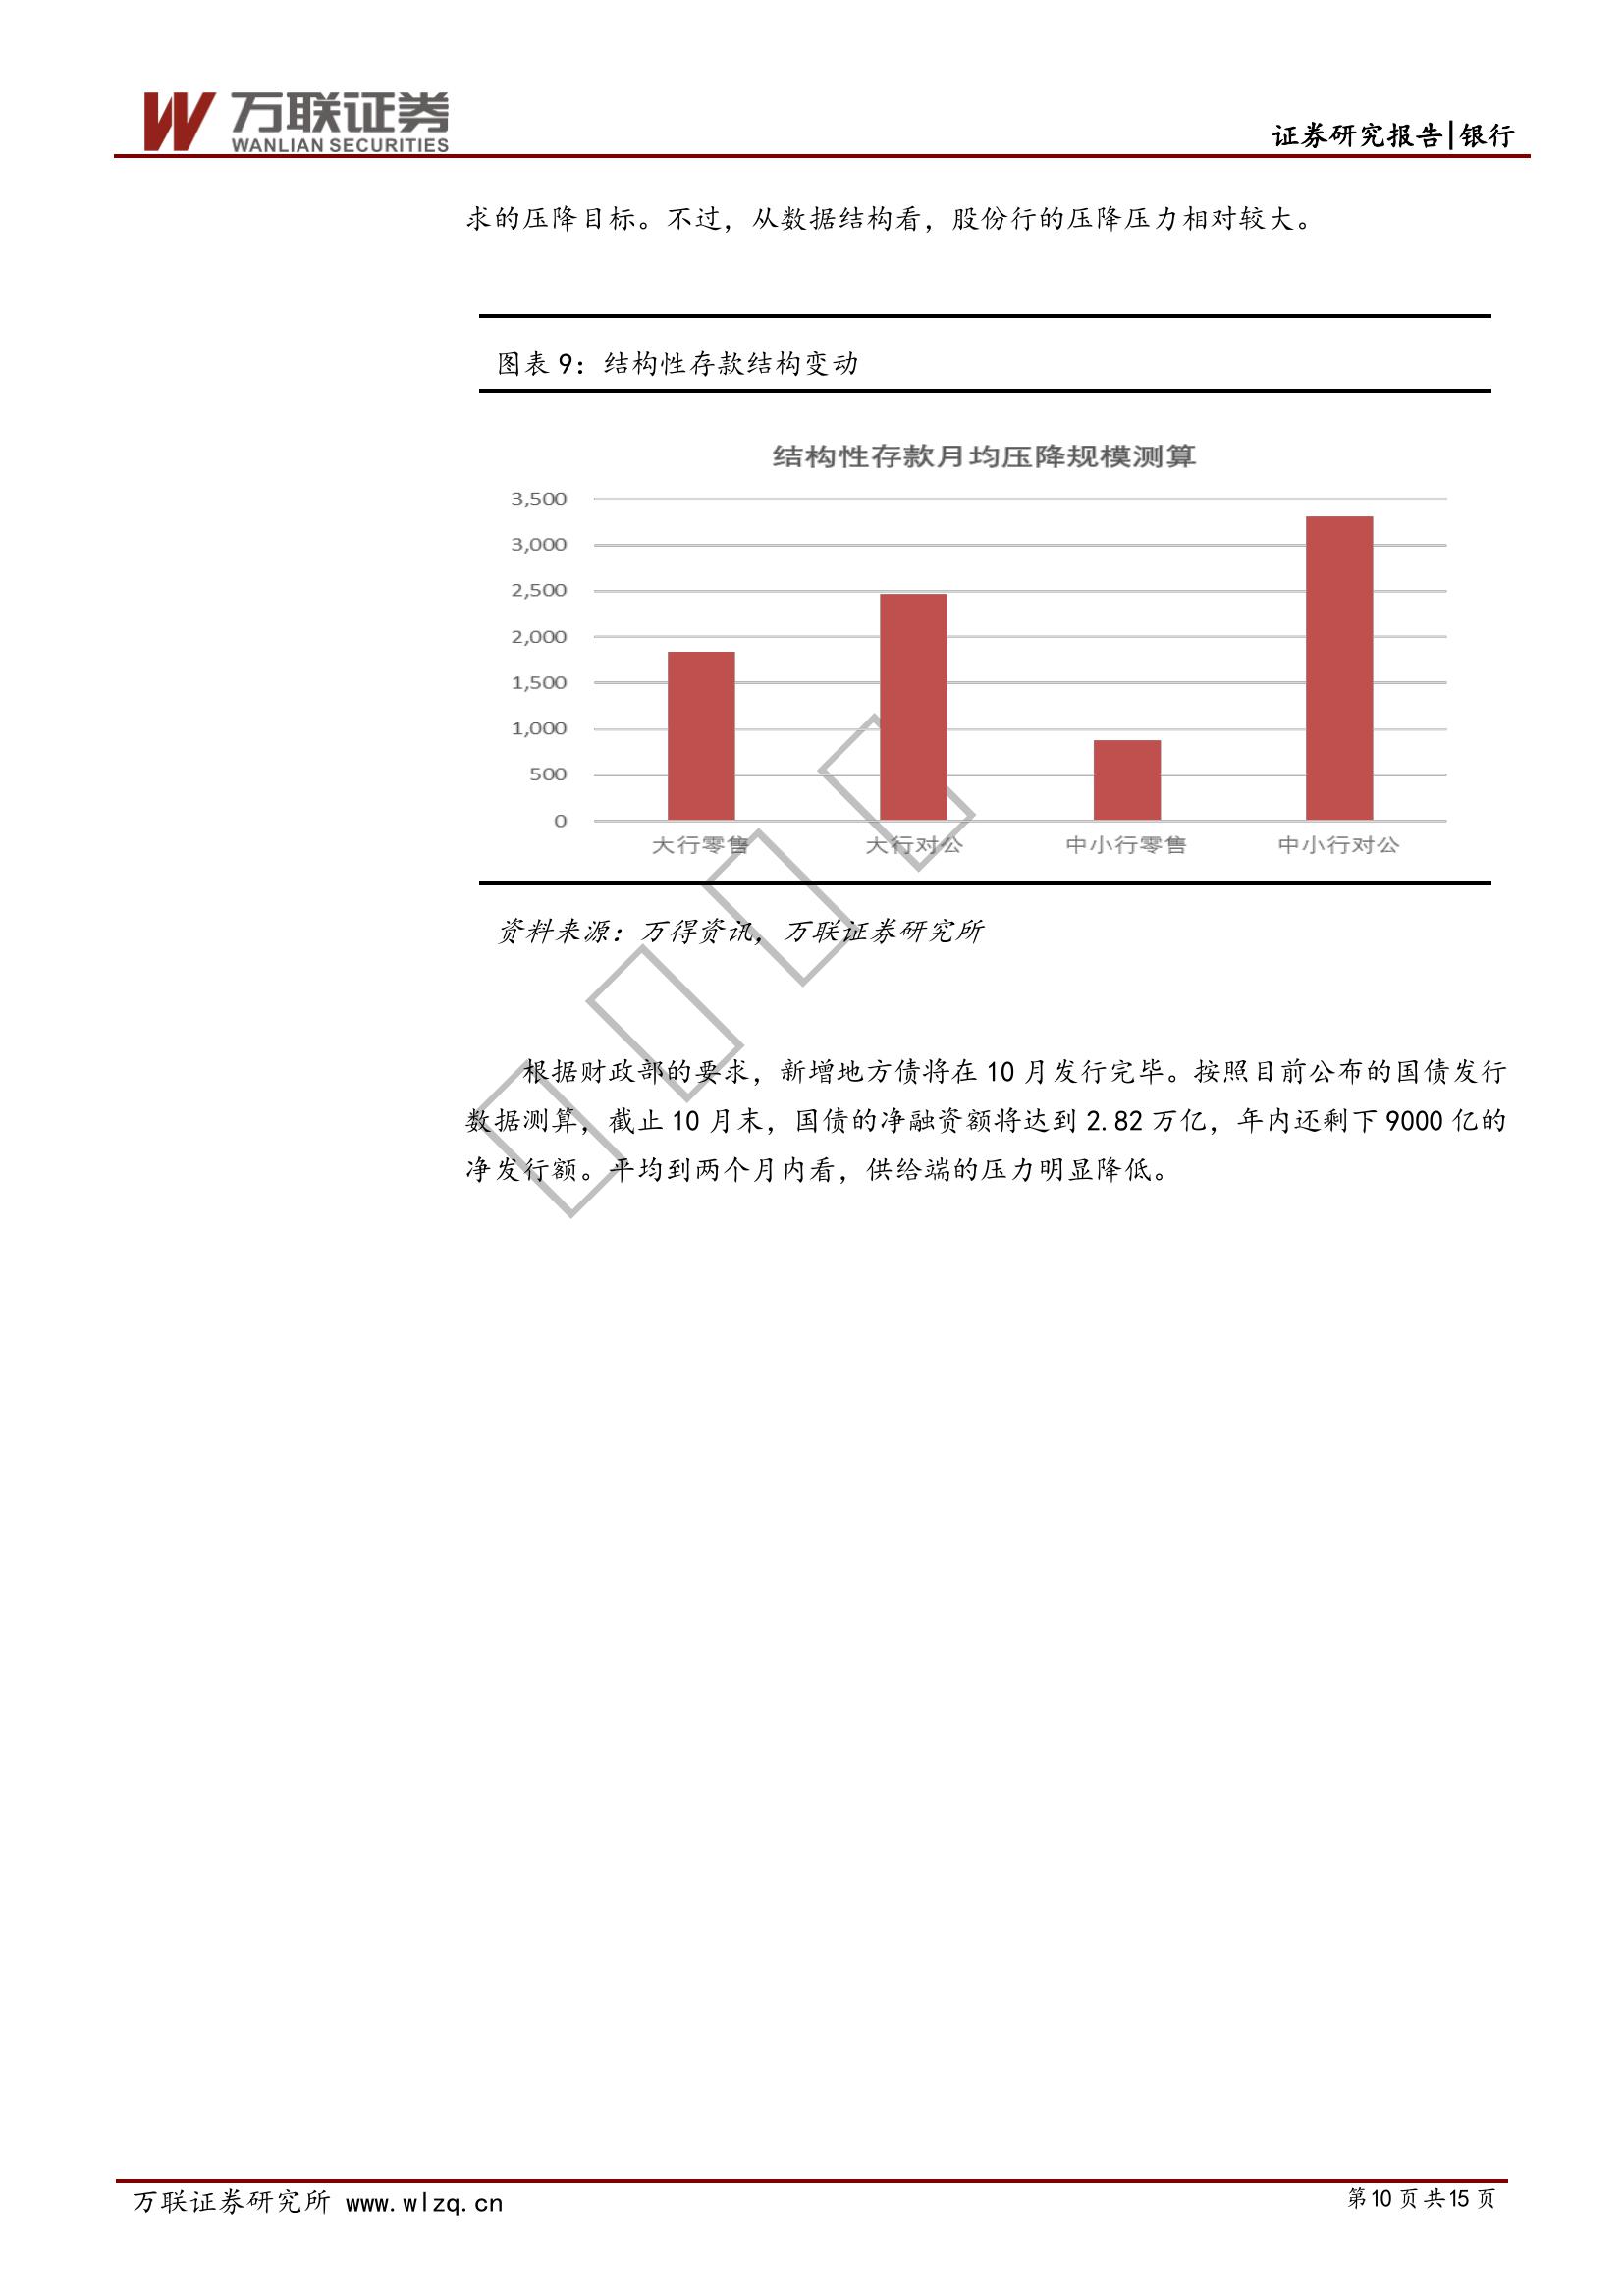 万联证券
WANLIAN SECURITIES
证券研究报告|银行
求的压降目标。不过，从数据结构看，股份行的压降压力相对较大。
图表 9：结构性存款结构变动
结构性存款月均压降规模测算
3,500
3,000
2,500
2,000
1,500
1,000
500
0
大行零售 大行对公 中小行零售 中小行对公
资料来源：万得资讯，万联证券研究所
根据财政部的要求，新增地方债将在 10 月发行完毕。按照目前公布的国债发行
数据测算，截止 10 月末，国债的净融资额将达到 2.82 万亿，年内还剩下 9000 亿的
净发行额。平均到两个月内看，供给端的压力明显降低。
万联证券研究所 www.wlzq.cn
第10 页 共15 页